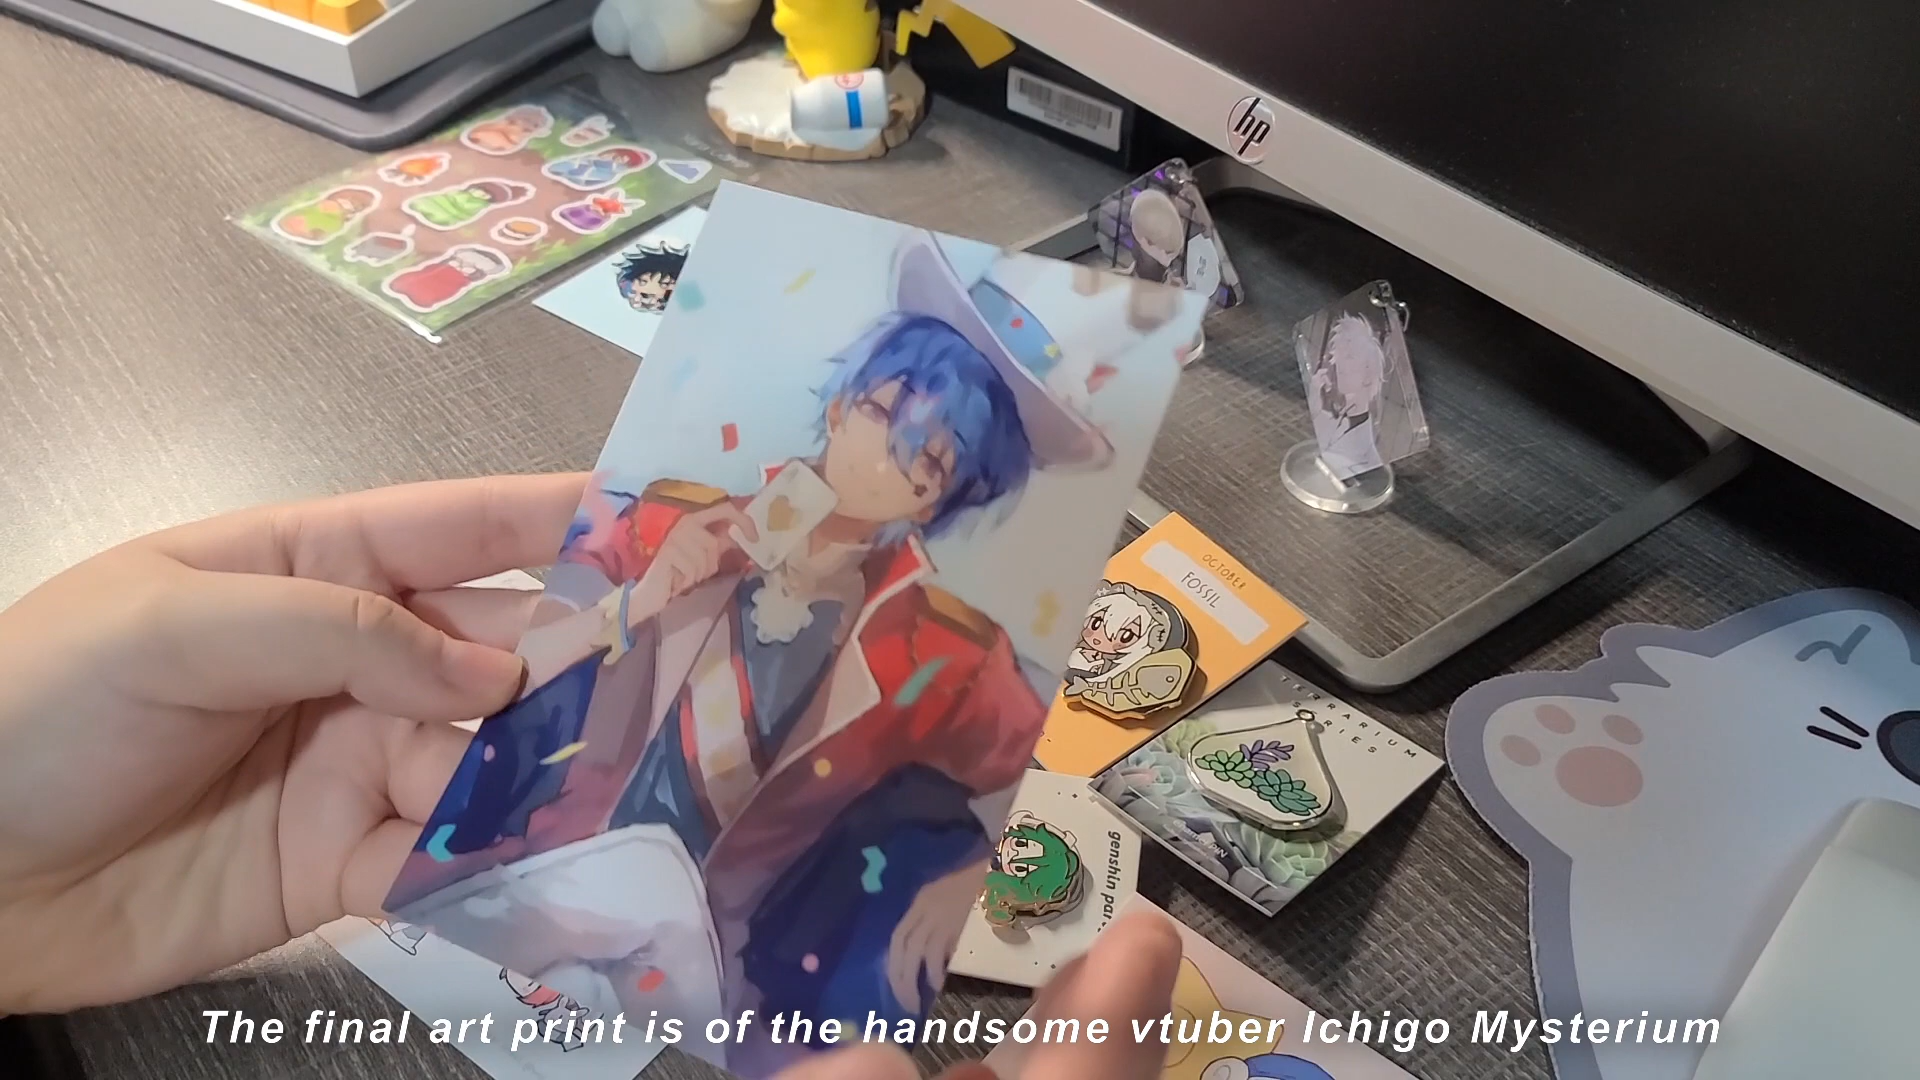 hp
OCTOBER
FOSSIL
TERRARIUM
SERIES
genshin par
The final art print is of the handsome vtuber Ichigo Mysterium